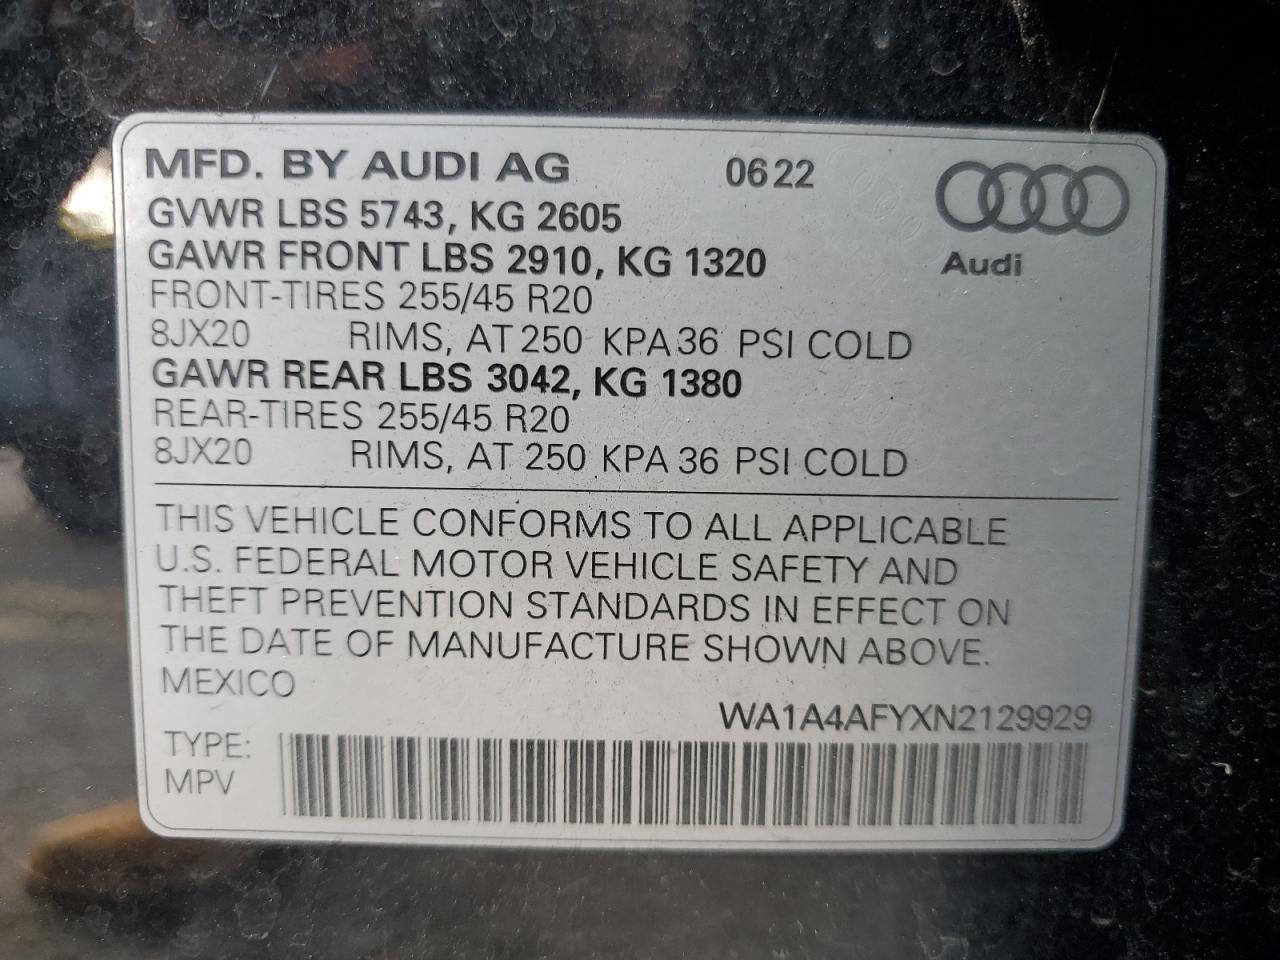 MFD. BY AUDI AG 0622
GVWR LBS 5743, KG 2605
GAWR FRONT LBS 2910, KG 1320
Audi
FRONT-TIRES 255/45 R20
8JX20 RIMS, AT 250 KPA 36 PSI COLD
GAWR REAR LBS 3042, KG 1380
REAR-TIRES 255/45 R20
8JX20 RIMS, AT 250 KPA 36 PSI COLD
THIS VEHICLE CONFORMS TO ALL APPLICABLE
U.S. FEDERAL MOTOR VEHICLE SAFETY AND
THEFT PREVENTION STANDARDS IN EFFECT ON
THE DATE OF MANUFACTURE SHOWN ABOVE.
MEXICO
WA1A4AFYXN2129929
TYPE:
MPV